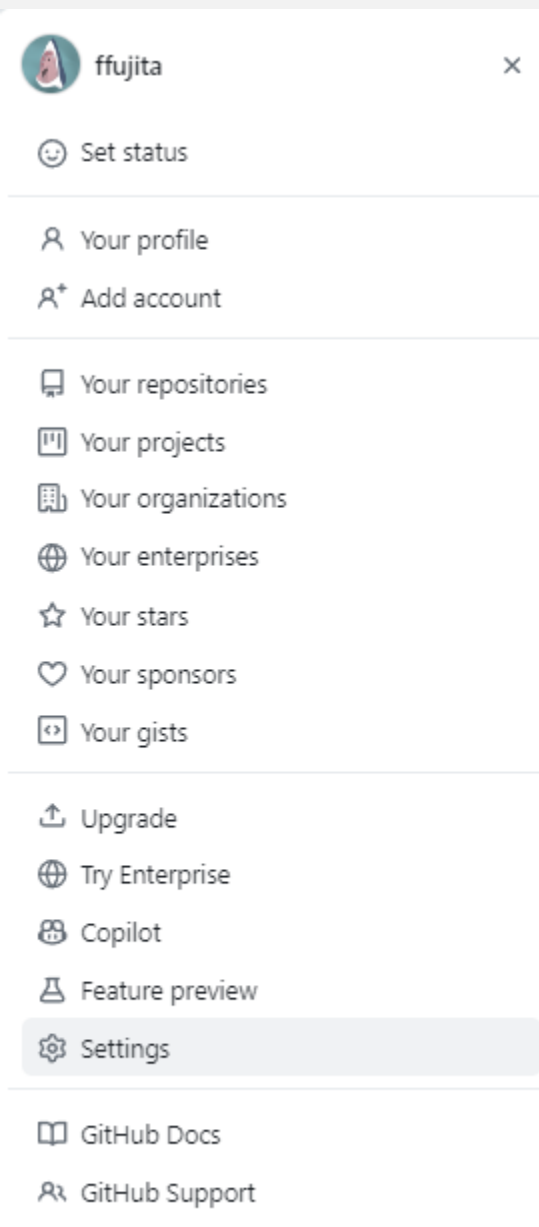 ffujita
Set status
Your profile
Add account
Your repositories
Your projects
Your organizations
Your enterprises
Your stars
Your sponsors
Your gists
Upgrade
Try Enterprise
Copilot
Feature preview
Settings
GitHub Docs
GitHub Support